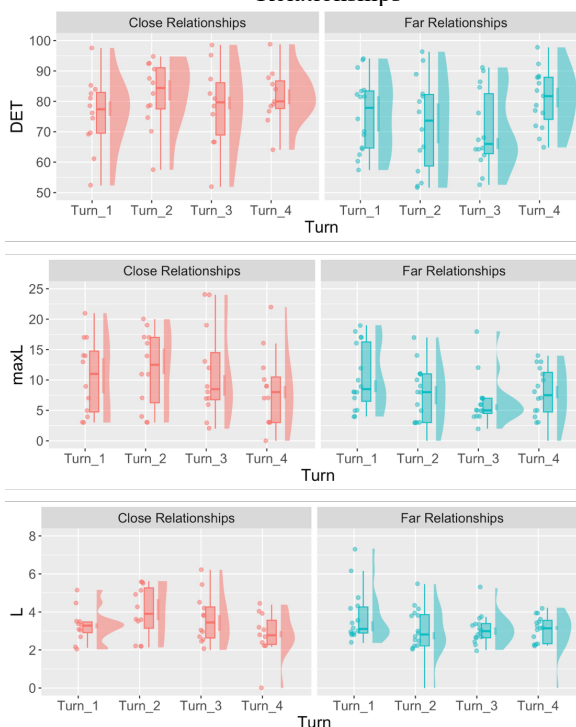 Relationships
Close Relationships Far Relationships
100
90
80
70
60
50
DET
Turn_1 Turn_2 Turn_3 Turn_4 Turn_1 Turn_2 Turn_3 Turn_4
Turn
Close Relationships Far Relationships
25
20
15
10
5
0
maxL
Turn_1 Turn_2 Turn_3 Turn_4 Turn_1 Turn_2 Turn_3 Turn_4
Turn
Close Relationships Far Relationships
8
6
4
2
0
L
Turn_1 Turn_2 Turn_3 Turn_4 Turn_1 Turn_2 Turn_3 Turn_4
Turn